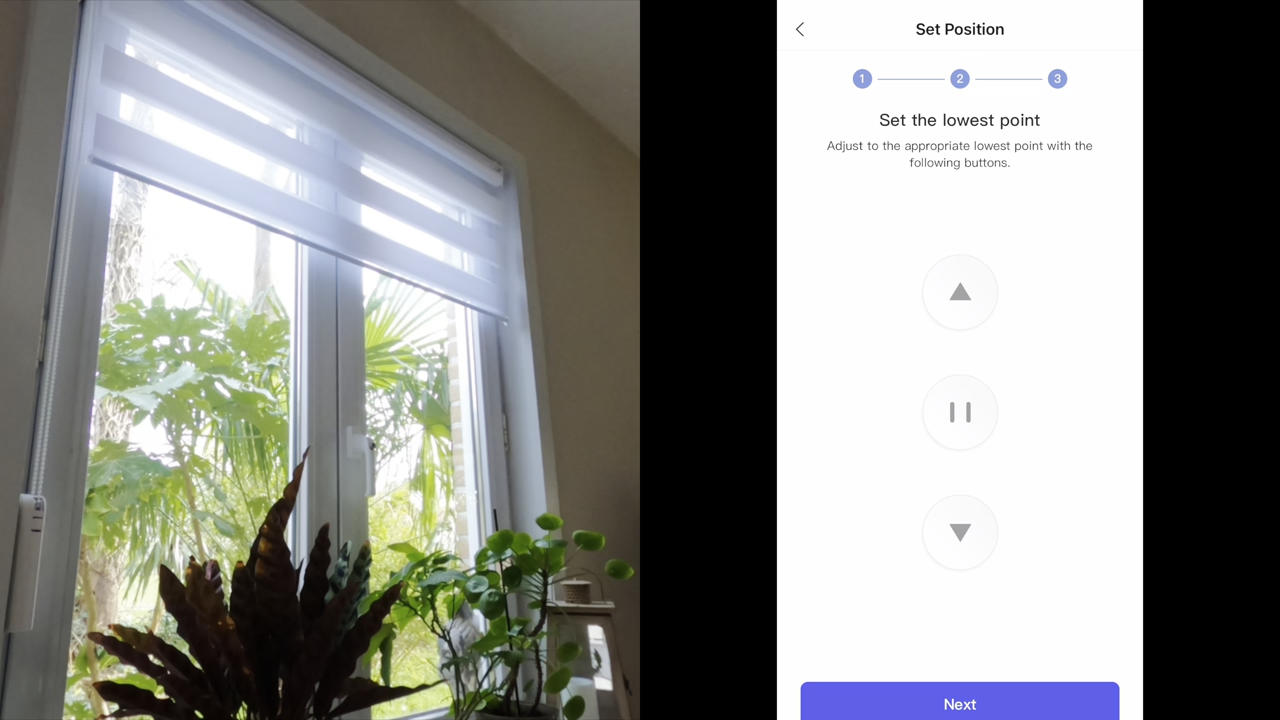 Set Position
1 2 3
Set the lowest point
Adjust to the appropriate lowest point with the
following buttons.
Next